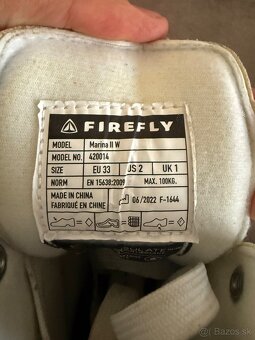 FIREFLY
MODEL Marina II W
MODEL NO. 420014
SIZE EU 33 US 2 UK 1
NORM EN 15638:2009 MAX. 100KG.
MADE IN CHINA
FABRIQUÉ EN CHINE
06/2022 F-1644
bazos.sk